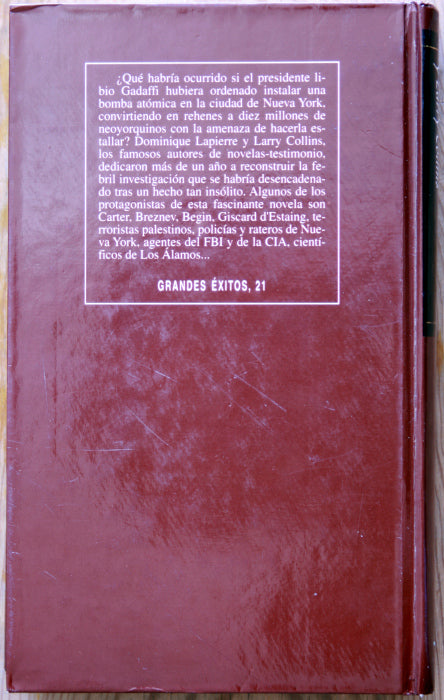 ¿Qué habría ocurrido si el presidente li-
bio Gadaffi hubiera ordenado instalar una
bomba atómica en la ciudad de Nueva York,
convirtiendo en rehenes a diez millones de
neoyorquinos con la amenaza de hacerla es-
tallar? Dominique Lapierre y Larry Collins,
los famosos autores de novelas-testimonio,
dedicaron más de un año a reconstruir la fe-
bril investigación que se habría desencadena-
do tras un hecho tan insólito. Algunos de los
protagonistas de esta fascinante novela son
Carter, Breznev, Begin, Giscard d'Estaing, te-
rroristas palestinos, policías y rateros de Nue-
va York, agentes del FBI y de la CIA, cientí-
ficos de Los Álamos...
GRANDES ÉXITOS, 21